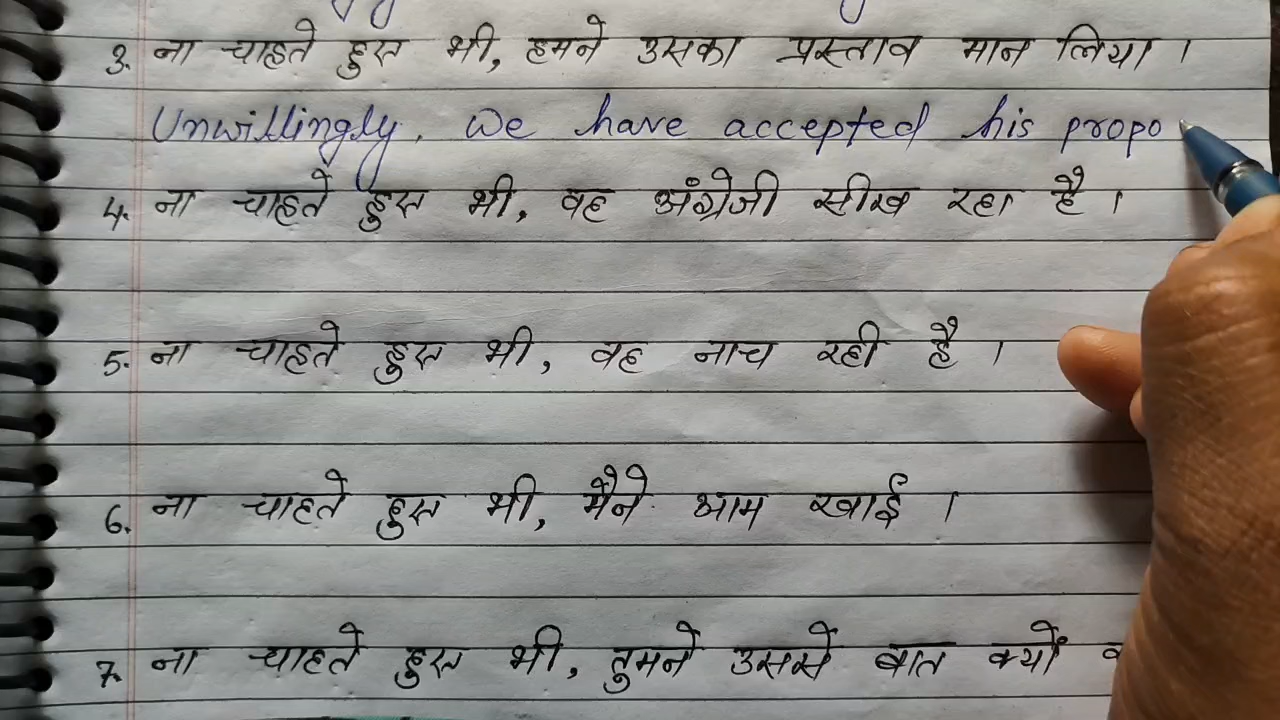 3. ना चाहते हुए भी, हमने उसका प्रस्ताव मान लिया ।
Unwillingly, We have accepted his propo
4. ना चाहते हुए भी, वह अंग्रेजी सीख रहा है ।
5. ना चाहते हुए भी, वह नाच रही है ।
6. ना चाहते हुए भी, मैंने आम खाई ।
7. ना चाहते हुए भी, तुमने उससे बात क्यों